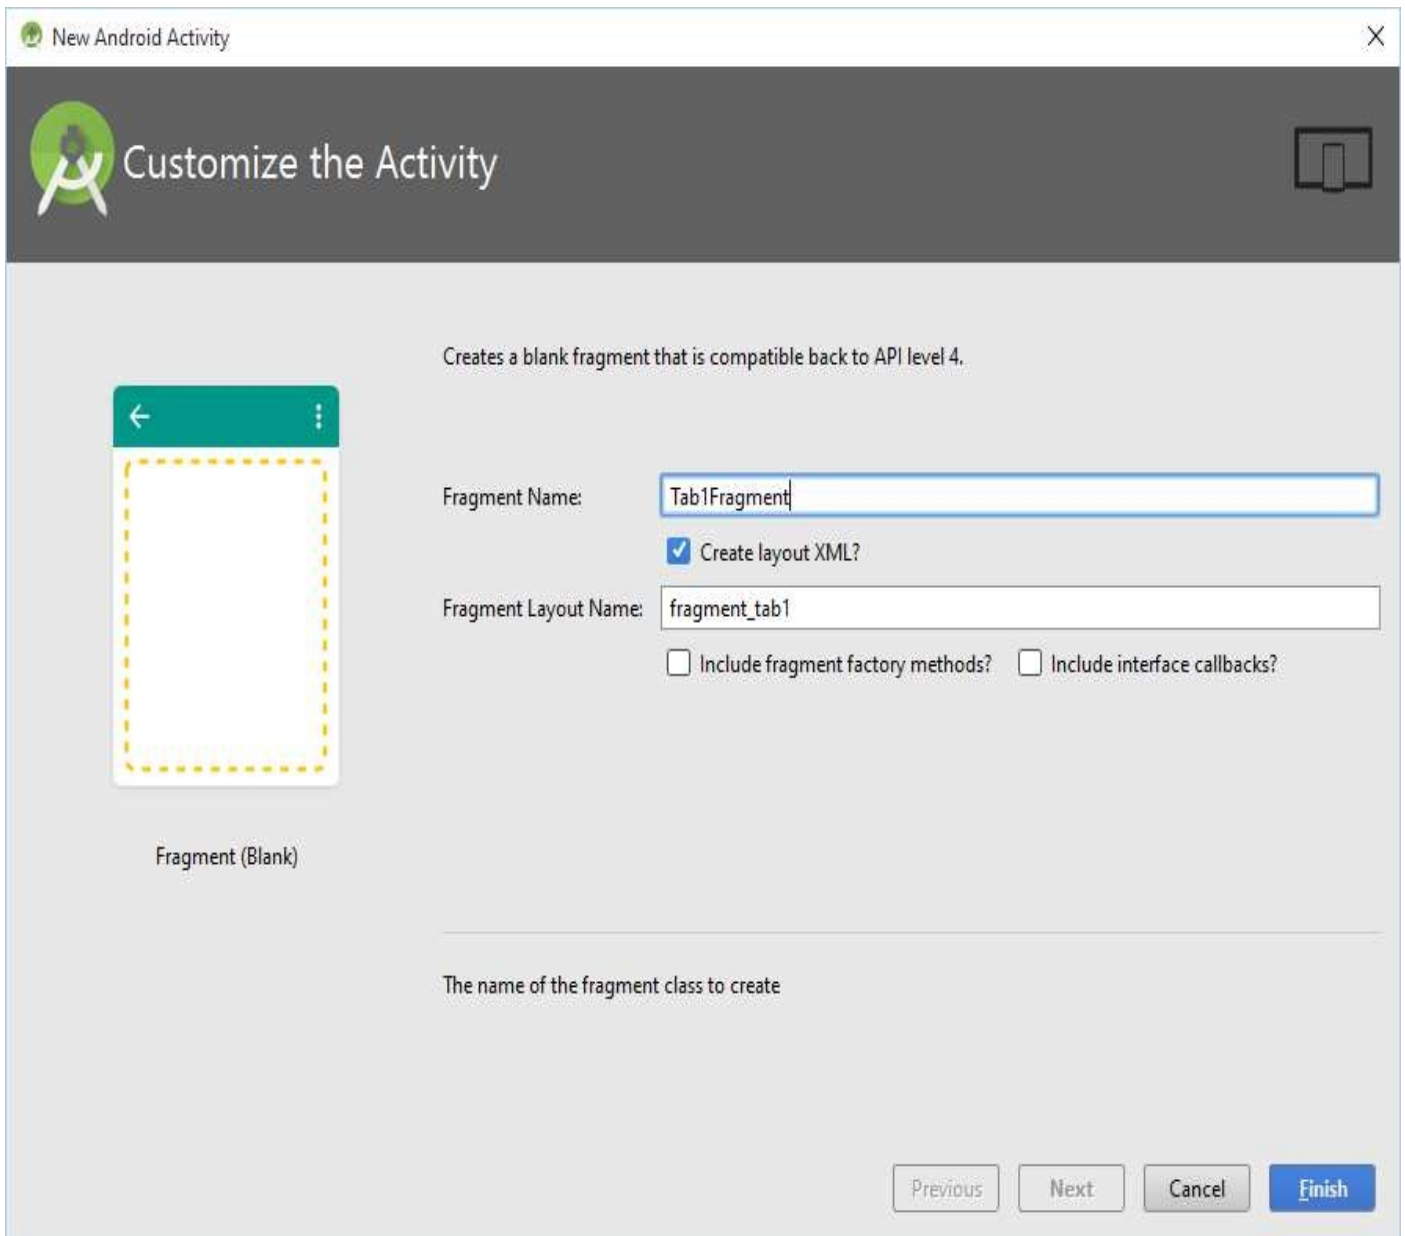 New Android Activity
Customize the Activity
Creates a blank fragment that is compatible back to API level 4.
Fragment Name: Tab1Fragment
Create layout XML?
Fragment Layout Name: fragment_tab1
Include fragment factory methods? Include interface callbacks?
Fragment (Blank)
The name of the fragment class to create
Previous Next Cancel Finish